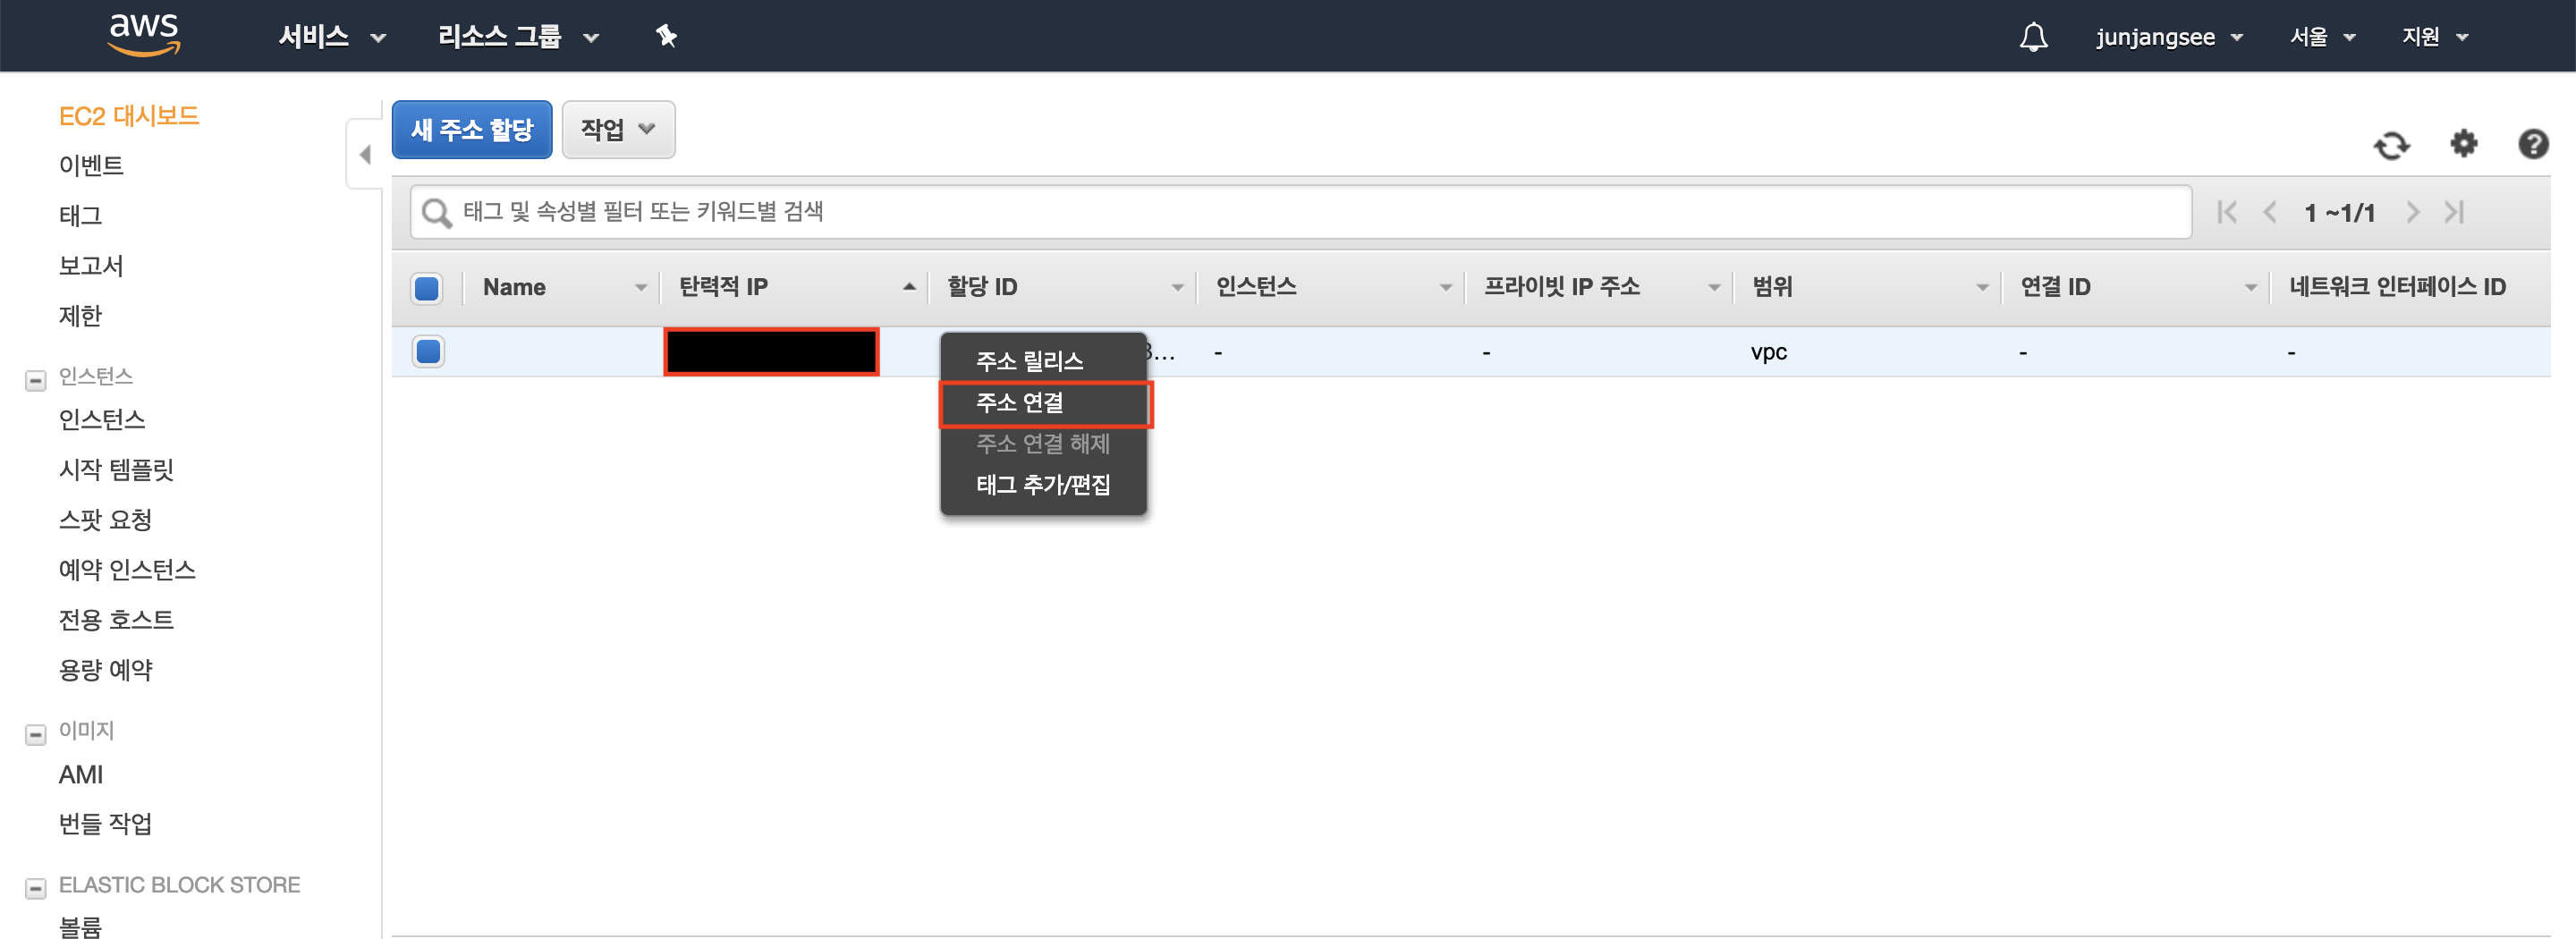 aws 서비스 리소스 그룹 junjangsee 서울 지원
EC2 대시보드
이벤트
태그
보고서
제한
인스턴스
인스턴스
시작 템플릿
스팟 요청
예약 인스턴스
전용 호스트
용량 예약
이미지
AMI
번들 작업
ELASTIC BLOCK STORE
볼륨
새 주소 할당 작업
태그 및 속성별 필터 또는 키워드별 검색 1 ~1/1
Name 탄력적 IP 할당 ID 인스턴스 프라이빗 IP 주소 범위 연결 ID 네트워크 인터페이스 ID
... - - vpc - -
주소 릴리스
주소 연결
주소 연결 해제
태그 추가/편집